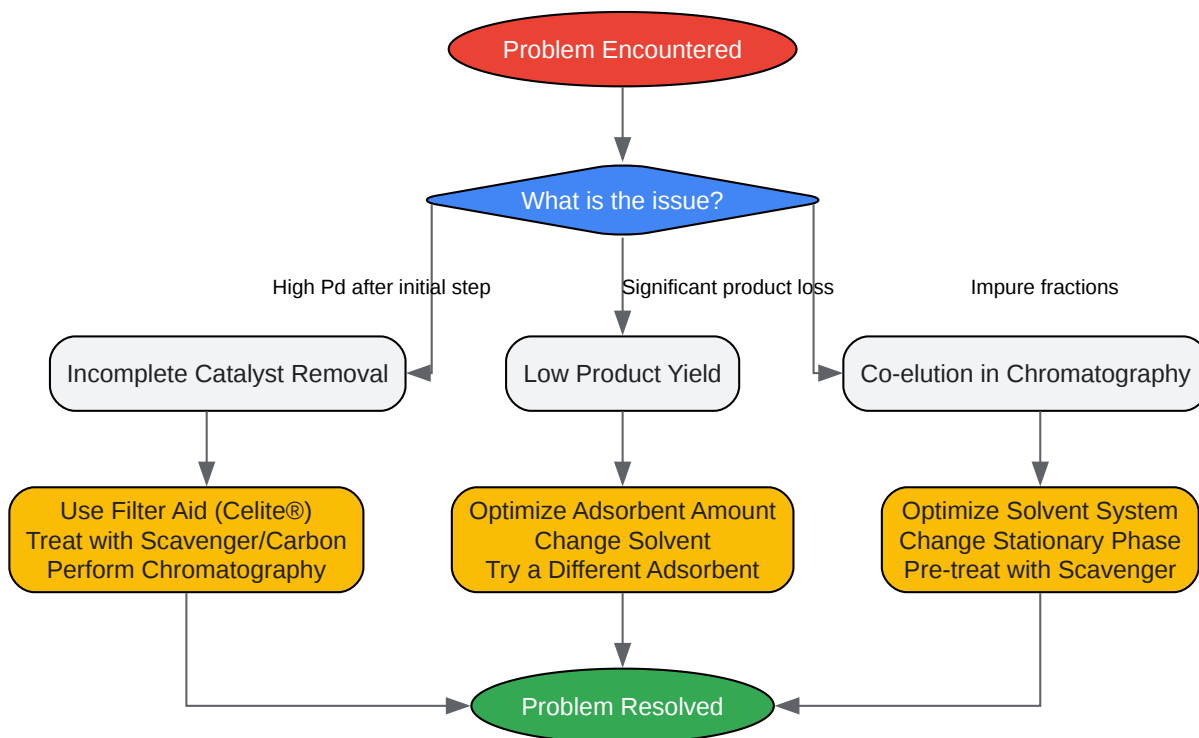 Problem Encountered
What is the issue?
High Pd after initial step
Significant product loss
Impure fractions
Incomplete Catalyst Removal
Low Product Yield
Co-elution in Chromatography
Use Filter Aid (Celite®)
Treat with Scavenger/Carbon
Perform Chromatography
Optimize Adsorbent Amount
Change Solvent
Try a Different Adsorbent
Optimize Solvent System
Change Stationary Phase
Pre-treat with Scavenger
Problem Resolved